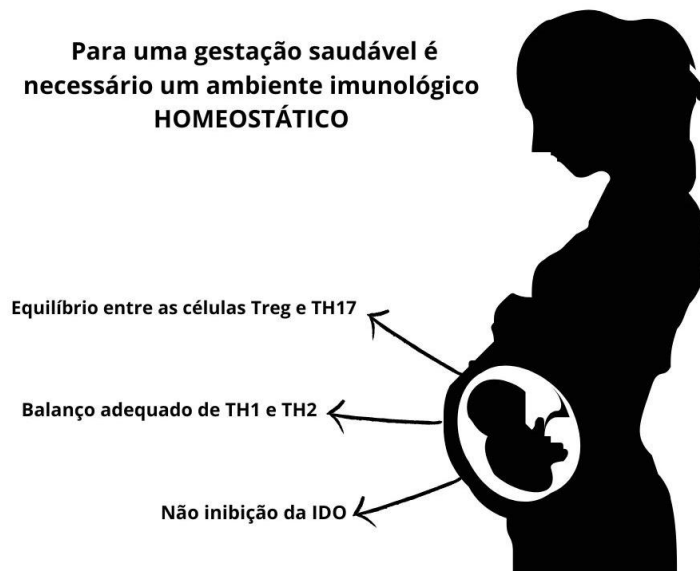 Para uma gestação saudável é
necessário um ambiente imunológico
HOMEOSTÁTICO
Equilíbrio entre as células Treg e TH17
Balanço adequado de TH1 e TH2
Não inibição da IDO